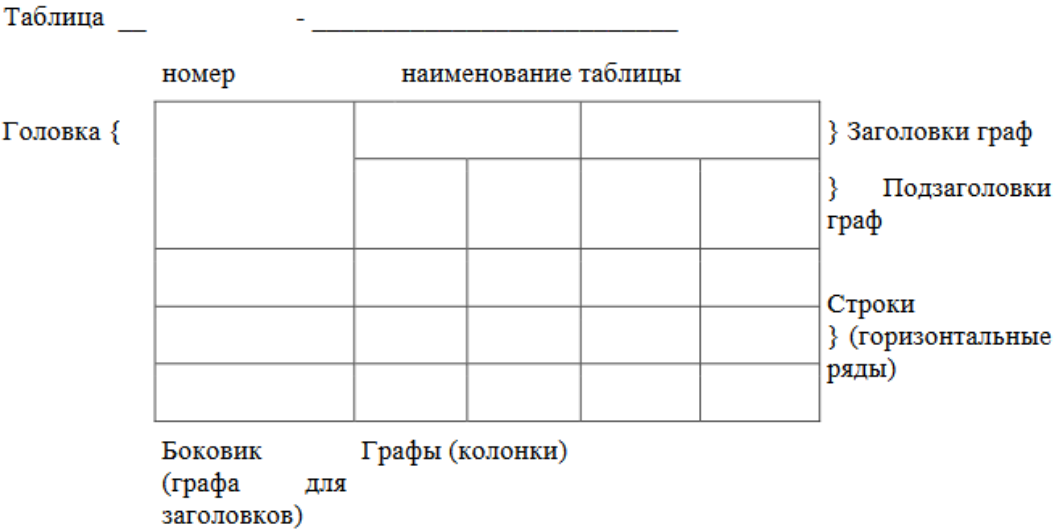 Таблица __ - ____________________________
номер наименование таблицы
Головка {
} Заголовки граф
} Подзаголовки
граф
Строки
} (горизонтальные
ряды)
Боковик Графы (колонки)
(графа для
заголовков)